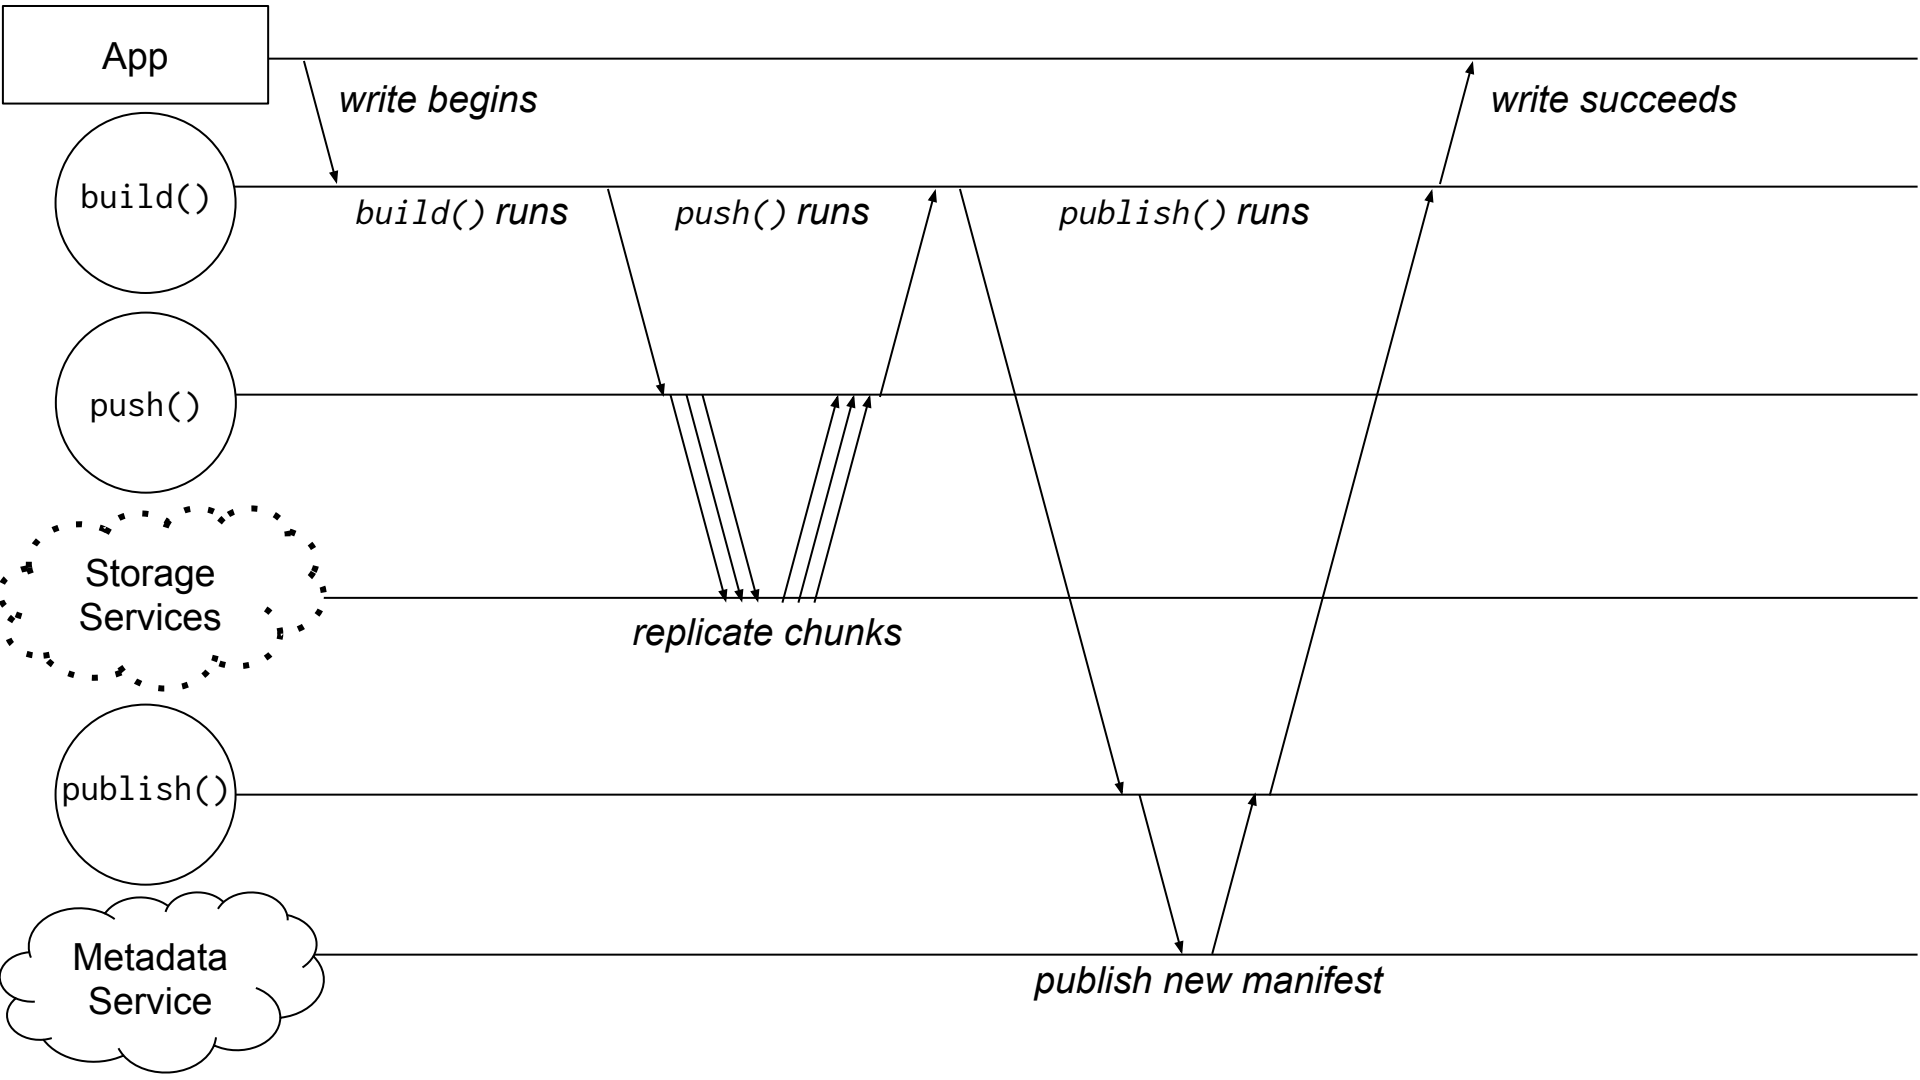 App
write begins
write succeeds
build()
build() runs
push() runs
publish() runs
push()
Storage
Services
replicate chunks
publish()
Metadata
Service
publish new manifest